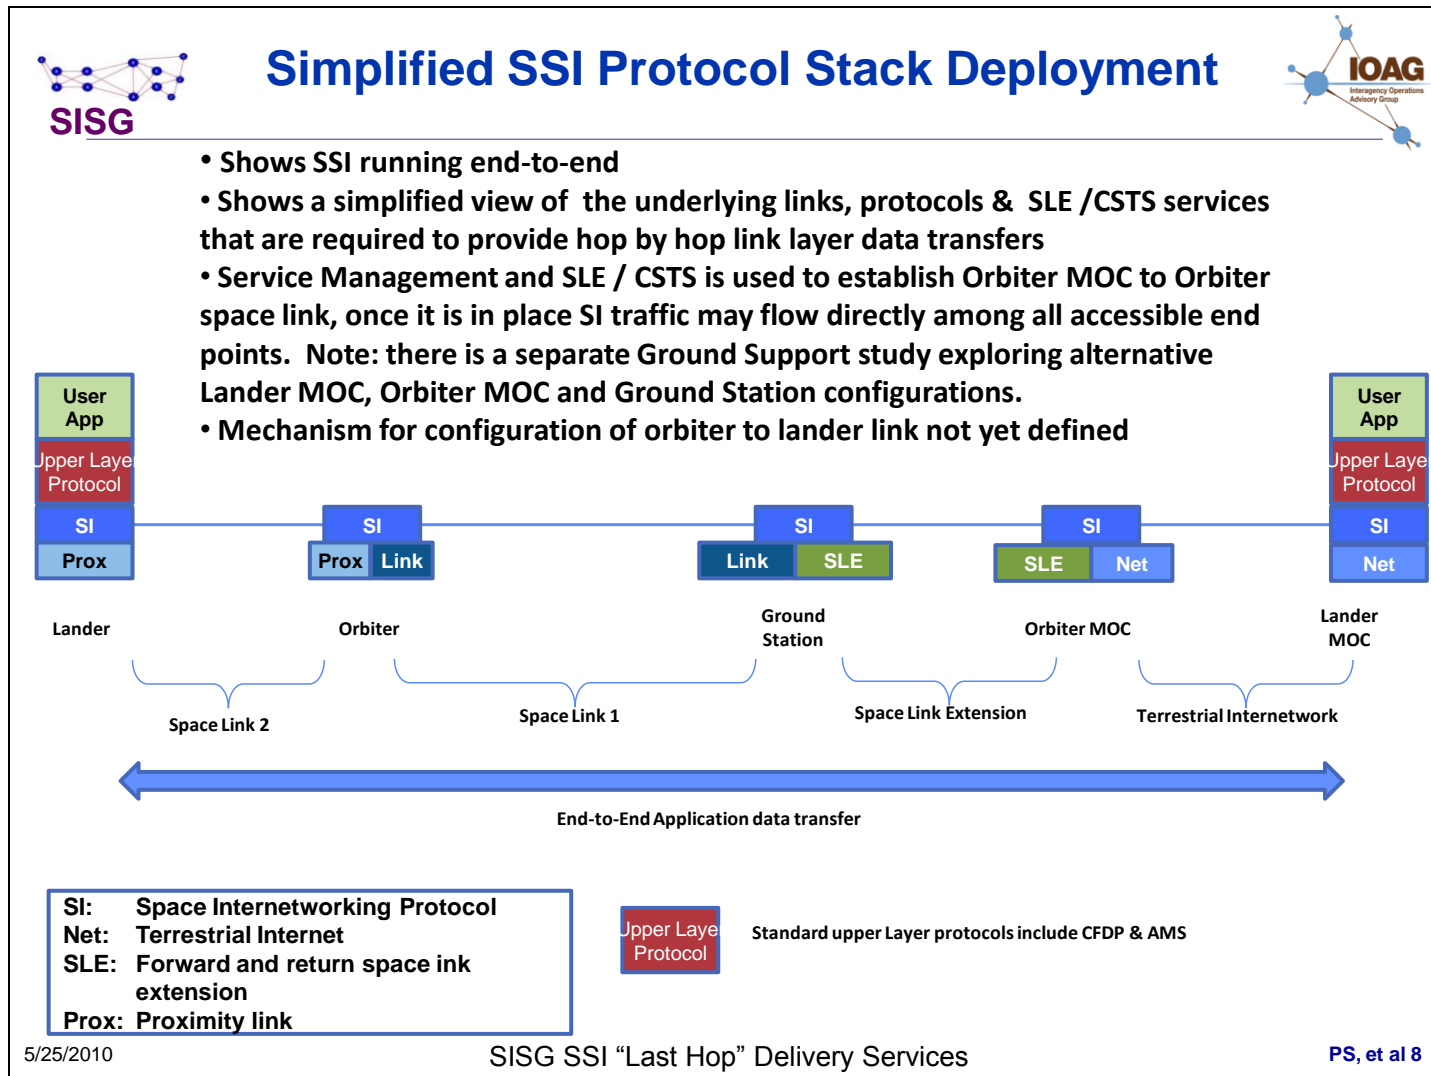 Simplified SSI Protocol Stack Deployment
SISG
IOAG
Interagency Operations
Advisory Group
• Shows SSI running end-to-end
• Shows a simplified view of the underlying links, protocols & SLE /CSTS services
that are required to provide hop by hop link layer data transfers
• Service Management and SLE / CSTS is used to establish Orbiter MOC to Orbiter
space link, once it is in place SI traffic may flow directly among all accessible end
points. Note: there is a separate Ground Support study exploring alternative
Lander MOC, Orbiter MOC and Ground Station configurations.
• Mechanism for configuration of orbiter to lander link not yet defined
User
App
Upper Layer
Protocol
SI
Prox
SI
Prox
Link
SI
Link
SLE
SI
SLE
Net
User
App
Upper Layer
Protocol
SI
Net
Lander
Orbiter
Ground
Station
Orbiter MOC
Lander
MOC
Space Link 2
Space Link 1
Space Link Extension
Terrestrial Internetwork
End-to-End Application data transfer
SI: Space Internetworking Protocol
Net: Terrestrial Internet
SLE: Forward and return space ink
extension
Prox: Proximity link
Upper Layer
Protocol
Standard upper Layer protocols include CFDP & AMS
5/25/2010
SISG SSI “Last Hop” Delivery Services
PS, et al 8